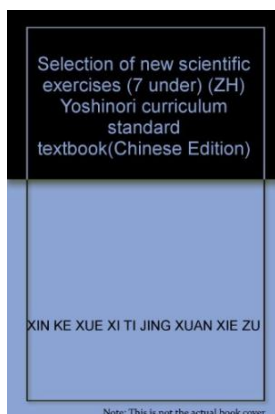 Selection of new scientific
exercises (7 under) (ZH)
Yoshinori curriculum
standard
textbook(Chinese Edition)
XIN KE XUE XI TI JING XUAN XIE ZU
Note: This is not the actual book cover